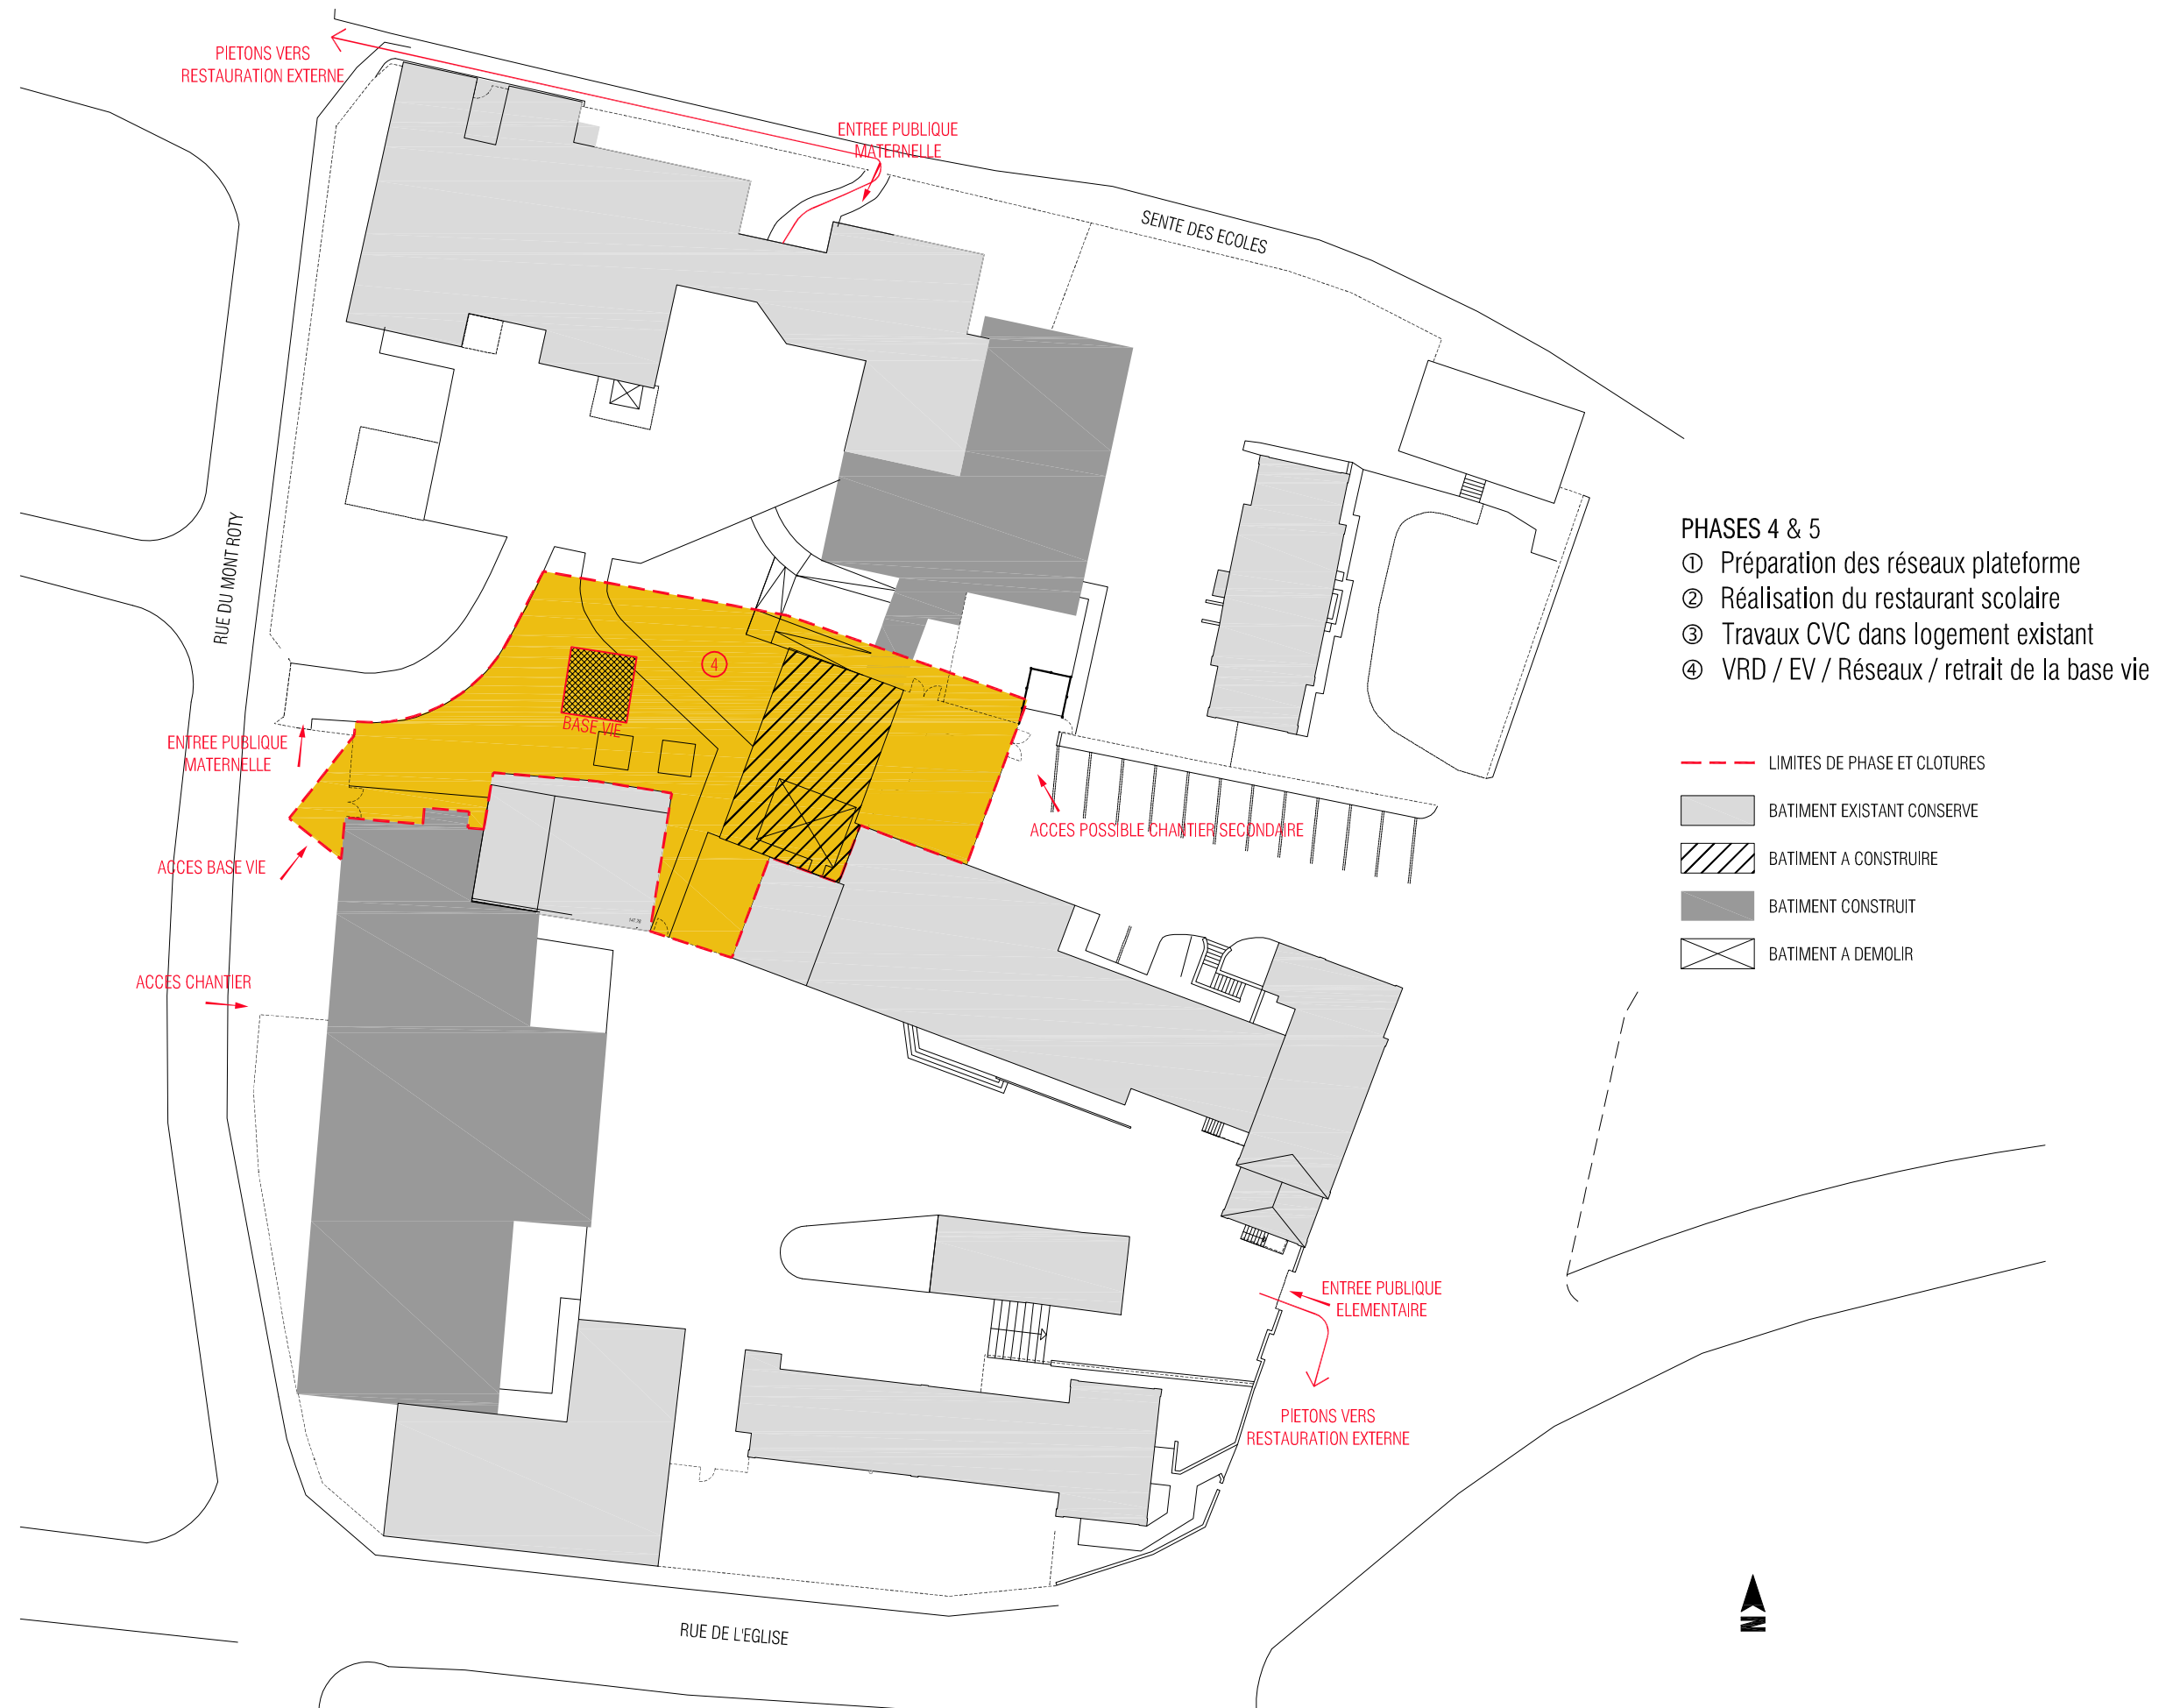 PIETONS VERS
RESTAURATION EXTERNE
ENTREE PUBLIQUE
MATERNELLE
SENTE DES ECOLES
RUE DU MONT ROTY
PHASES 4 & 5
① Préparation des réseaux plateforme
② Réalisation du restaurant scolaire
③ Travaux CVC dans logement existant
④ VRD / EV / Réseaux / retrait de la base vie
4
BASE VIE
ENTREE PUBLIQUE
MATERNELLE
LIMITES DE PHASE ET CLOTURES
BATIMENT EXISTANT CONSERVE
BATIMENT A CONSTRUIRE
BATIMENT CONSTRUIT
BATIMENT A DEMOLIR
ACCES POSSIBLE CHANTIER SECONDAIRE
ACCES BASE VIE
ACCES CHANTIER
ENTREE PUBLIQUE
ELEMENTAIRE
PIETONS VERS
RESTAURATION EXTERNE
RUE DE L'EGLISE
N